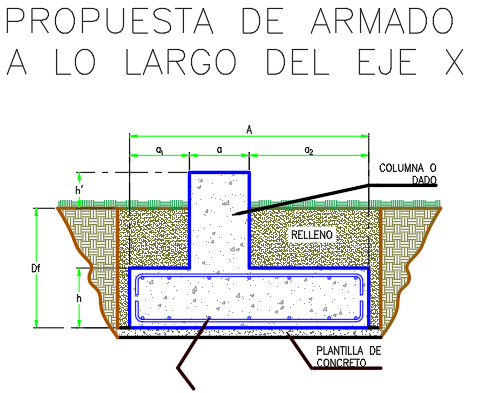 PROPUESTA DE ARMADO
A LO LARGO DEL EJE X
A
a₁
a
a₂
h'
COLUMNA O
DADO
RELLENO
Df
h
PLANTILLA DE
CONCRETO